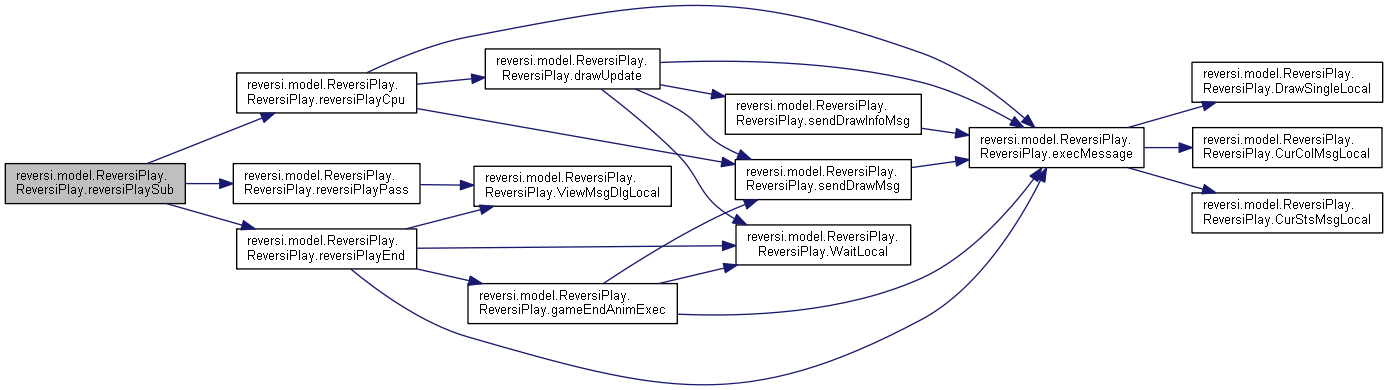 reversi.model.ReversiPlay.
ReversiPlay.reversiPlaySub
reversi.model.ReversiPlay.
ReversiPlay.reversiPlayCpu
reversi.model.ReversiPlay.
ReversiPlay.reversiPlayPass
reversi.model.ReversiPlay.
ReversiPlay.reversiPlayEnd
reversi.model.ReversiPlay.
ReversiPlay.drawUpdate
reversi.model.ReversiPlay.
ReversiPlay.ViewMsgDlgLocal
reversi.model.ReversiPlay.
ReversiPlay.gameEndAnimExec
reversi.model.ReversiPlay.
ReversiPlay.sendDrawInfoMsg
reversi.model.ReversiPlay.
ReversiPlay.sendDrawMsg
reversi.model.ReversiPlay.
ReversiPlay.WaitLocal
reversi.model.ReversiPlay.
ReversiPlay.execMessage
reversi.model.ReversiPlay.
ReversiPlay.DrawSingleLocal
reversi.model.ReversiPlay.
ReversiPlay.CurColMsgLocal
reversi.model.ReversiPlay.
ReversiPlay.CurStsMsgLocal